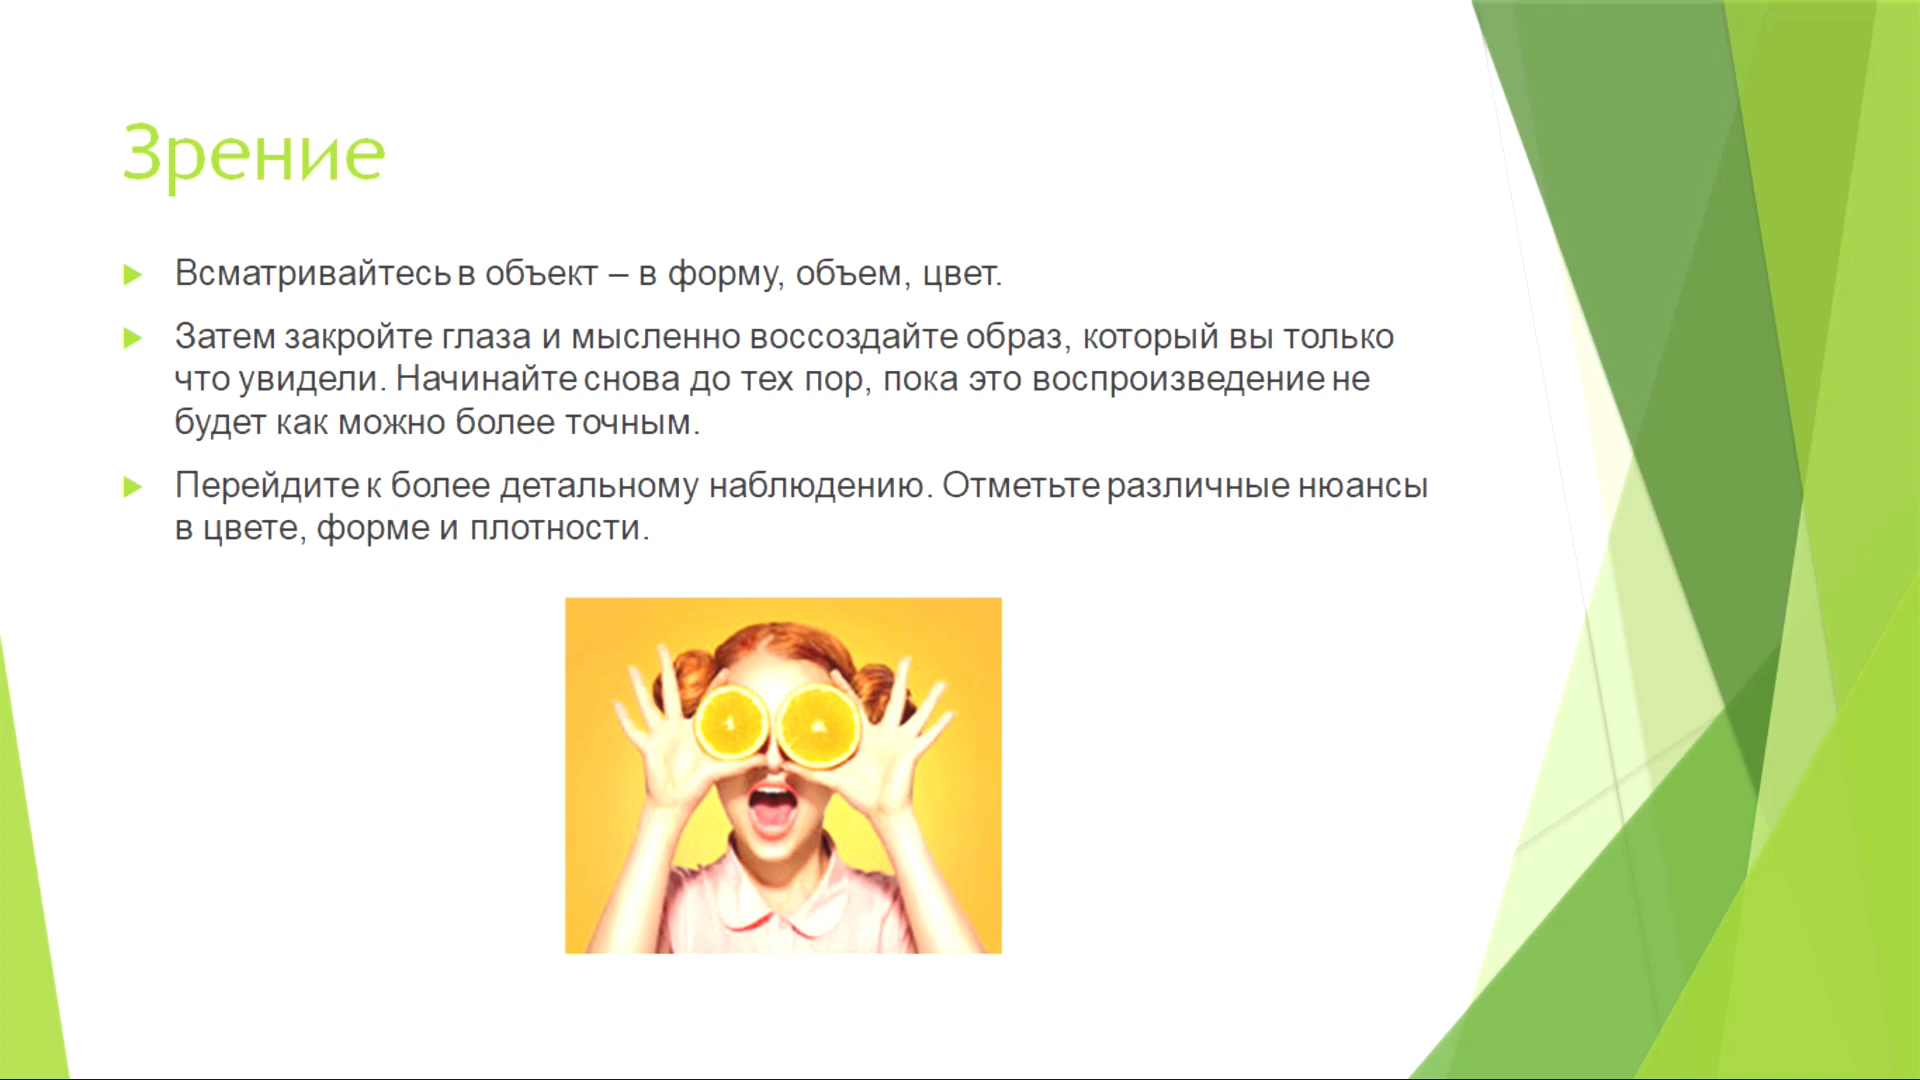 Зрение
Всматривайтесь в объект – в форму, объем, цвет.
Затем закройте глаза и мысленно воссоздайте образ, который вы только
что увидели. Начинайте снова до тех пор, пока это воспроизведение не
будет как можно более точным.
Перейдите к более детальному наблюдению. Отметьте различные нюансы
в цвете, форме и плотности.